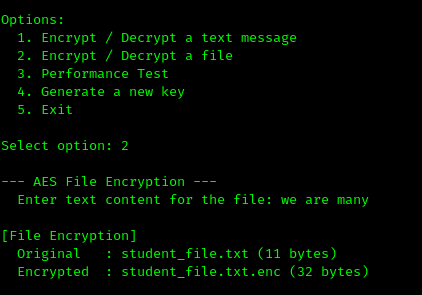 Options:
  1. Encrypt / Decrypt a text message
  2. Encrypt / Decrypt a file
  3. Performance Test
  4. Generate a new key
  5. Exit
Select option: 2
--- AES File Encryption ---
  Enter text content for the file: we are many
[File Encryption]
  Original   : student_file.txt (11 bytes)
  Encrypted  : student_file.txt.enc (32 bytes)